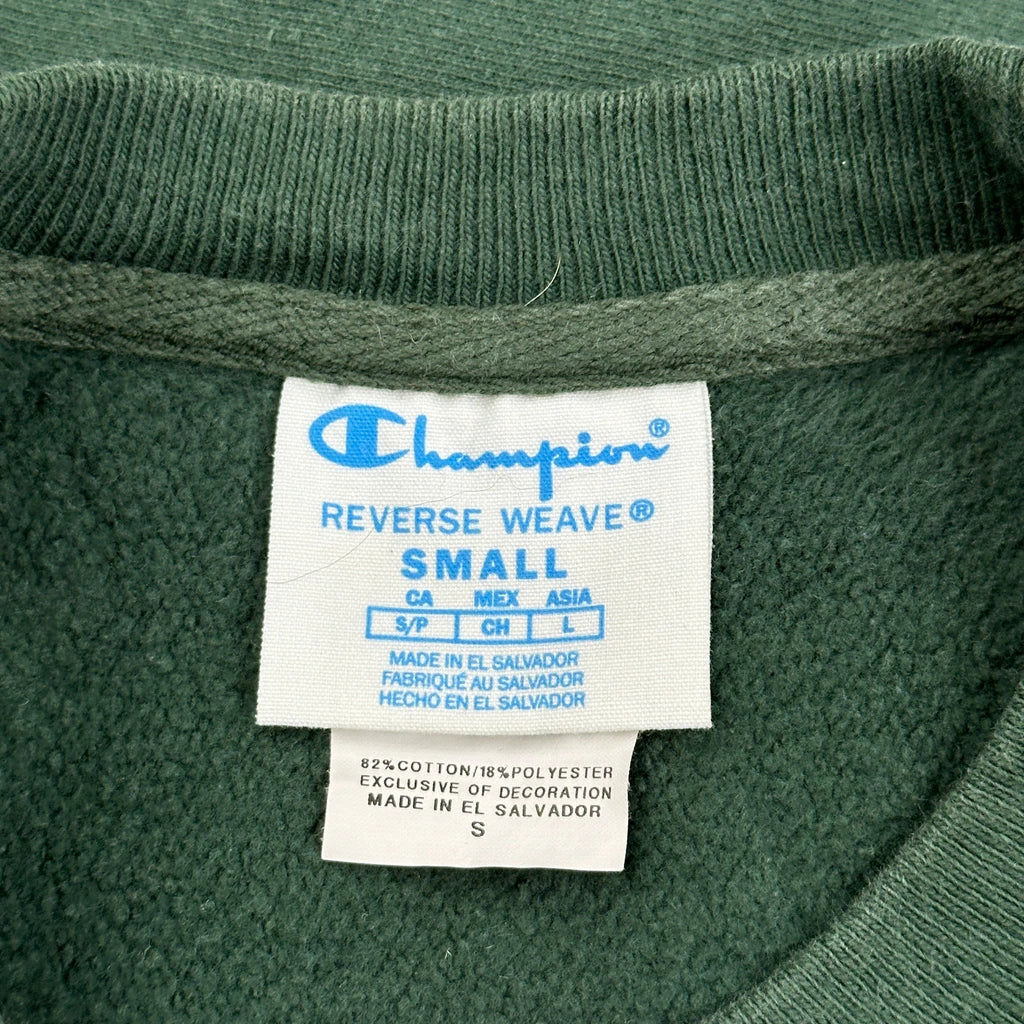 Champion®
REVERSE WEAVE®
SMALL
CA MEX ASIA
S/P CH L
MADE IN EL SALVADOR
FABRIQUÉ AU SALVADOR
HECHO EN EL SALVADOR
82%COTTON/18%POLYESTER
EXCLUSIVE OF DECORATION
MADE IN EL SALVADOR
S